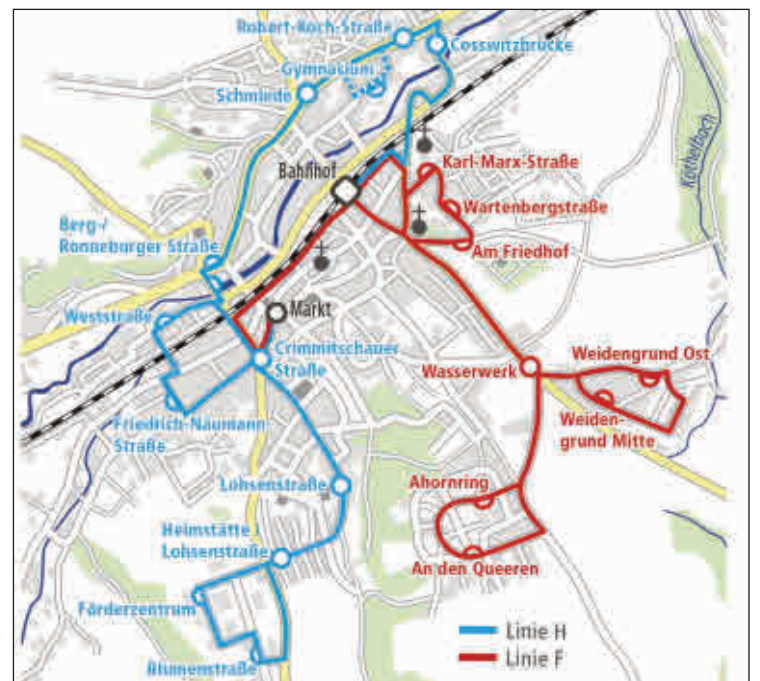 Robert-Koch-Straße
Cosswitzbrücke
Gymnasium
Schmiede
Köthelbach
Bahnhof
Karl-Marx-Straße
Wartenbergstraße
Berg-/
Ronneburger Straße
Am Friedhof
Weststraße
Markt
Crimmitschauer
Straße
Wasserwerk
Weidengrund Ost
Weiden-
grund Mitte
Friedrich-Naumann-
Straße
Lohsenstraße
Ahornring
Heimstätte /
Lohsenstraße
An den Queeren
Förderzentrum
Blumenstraße
Linie H
Linie F